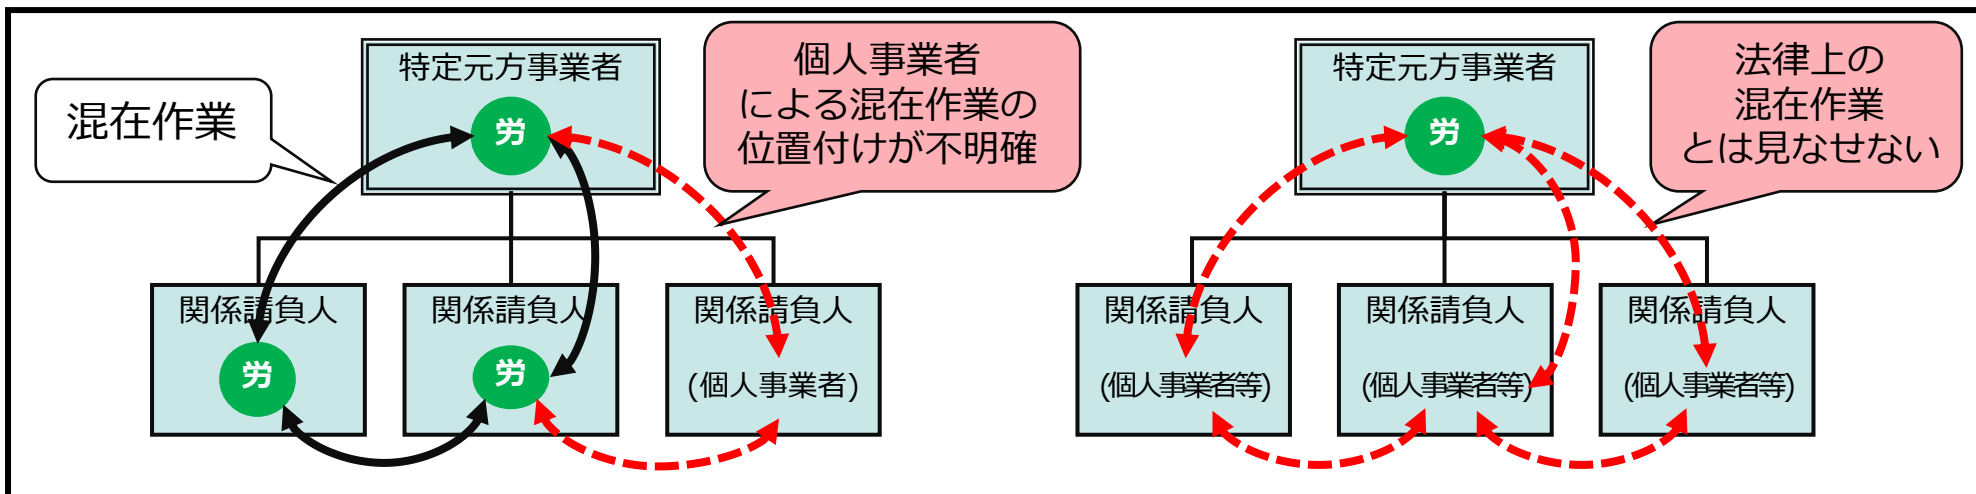 混在作業
特定元方事業者
労
個人事業者
による混在作業の
位置付けが不明確
関係請負人
労
関係請負人
労
関係請負人
(個人事業者)
特定元方事業者
労
法律上の
混在作業
とは見なせない
関係請負人
(個人事業者等)
関係請負人
(個人事業者等)
関係請負人
(個人事業者等)